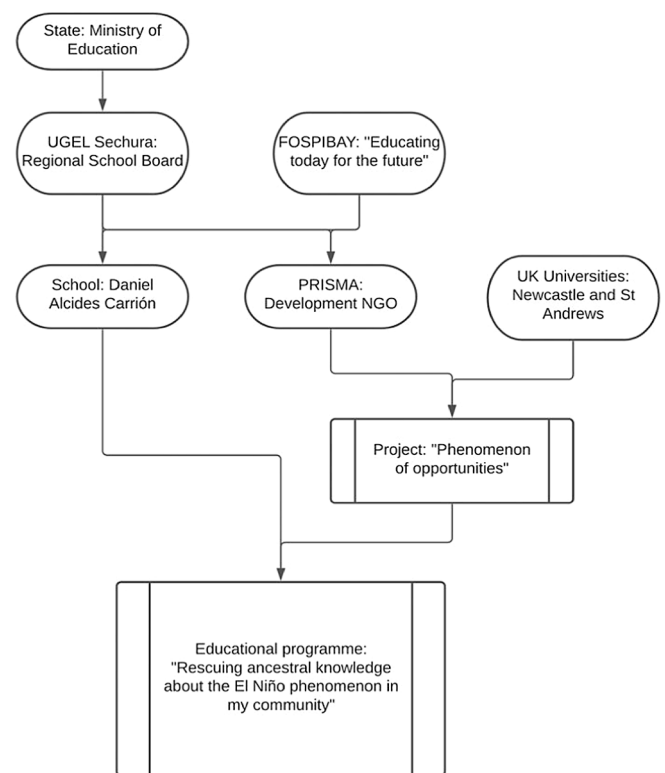 State: Ministry of
Education
UGEL Sechura:
Regional School Board
FOSPIBAY: "Educating
today for the future"
School: Daniel
Alcides Carrión
PRISMA:
Development NGO
UK Universities:
Newcastle and St
Andrews
Project: "Phenomenon
of opportunities"
Educational programme:
"Rescuing ancestral knowledge
about the El Niño phenomenon in
my community"